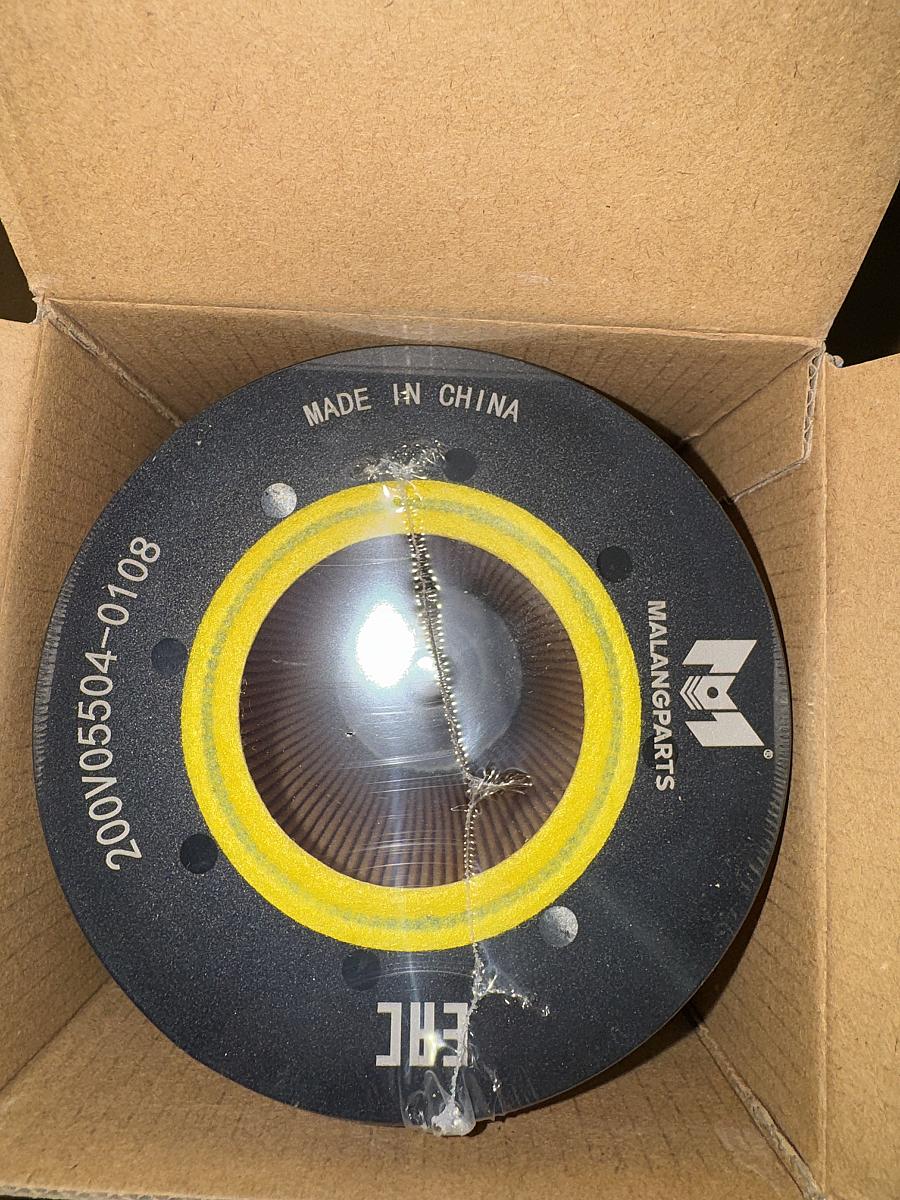 MADE IN CHINA
200V05504-0108
MALANGPARTS
®
EAC